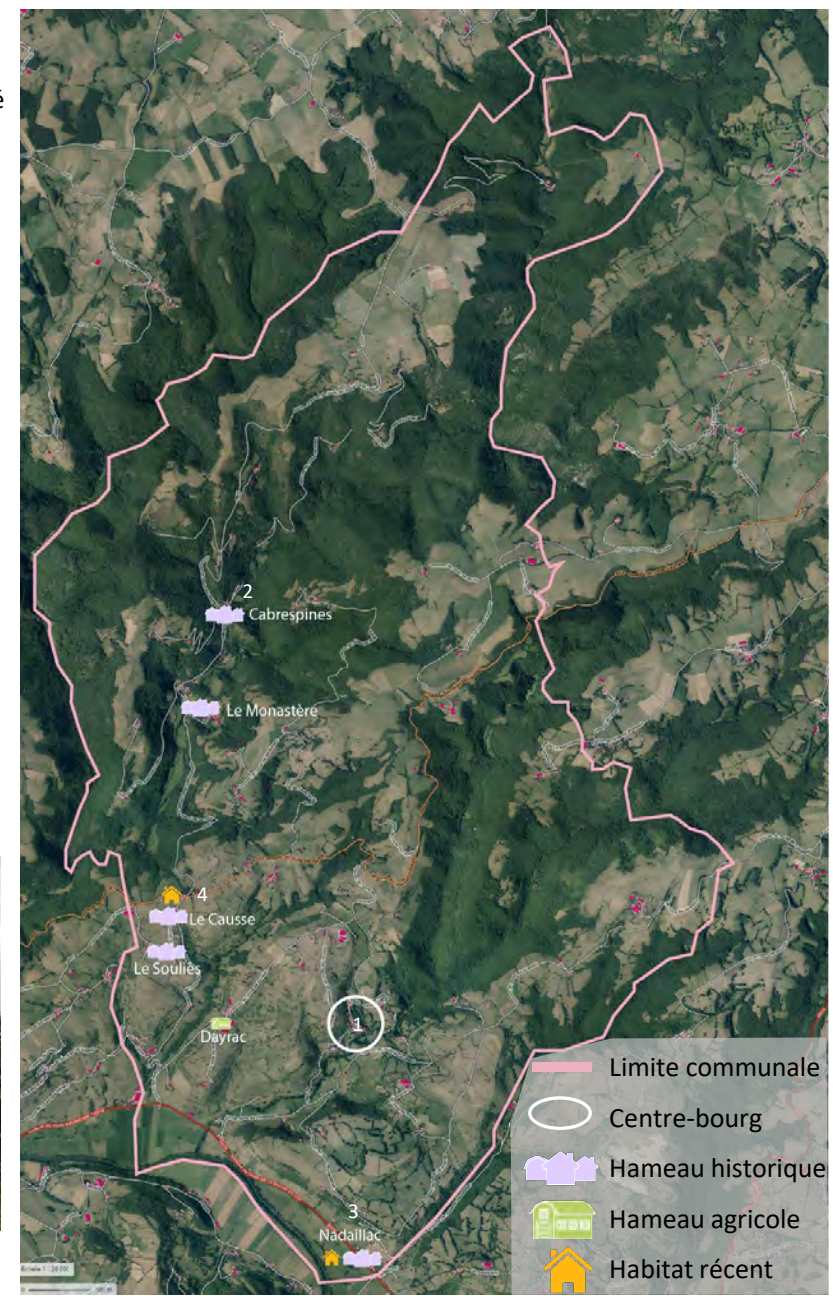 é
2
Cabrespines
Le Monastère
4
Le Causse
Le Souliès
1
Dayrac
3
Nadaillac
Limite communale
Centre-bourg
Hameau historique
Hameau agricole
Habitat récent